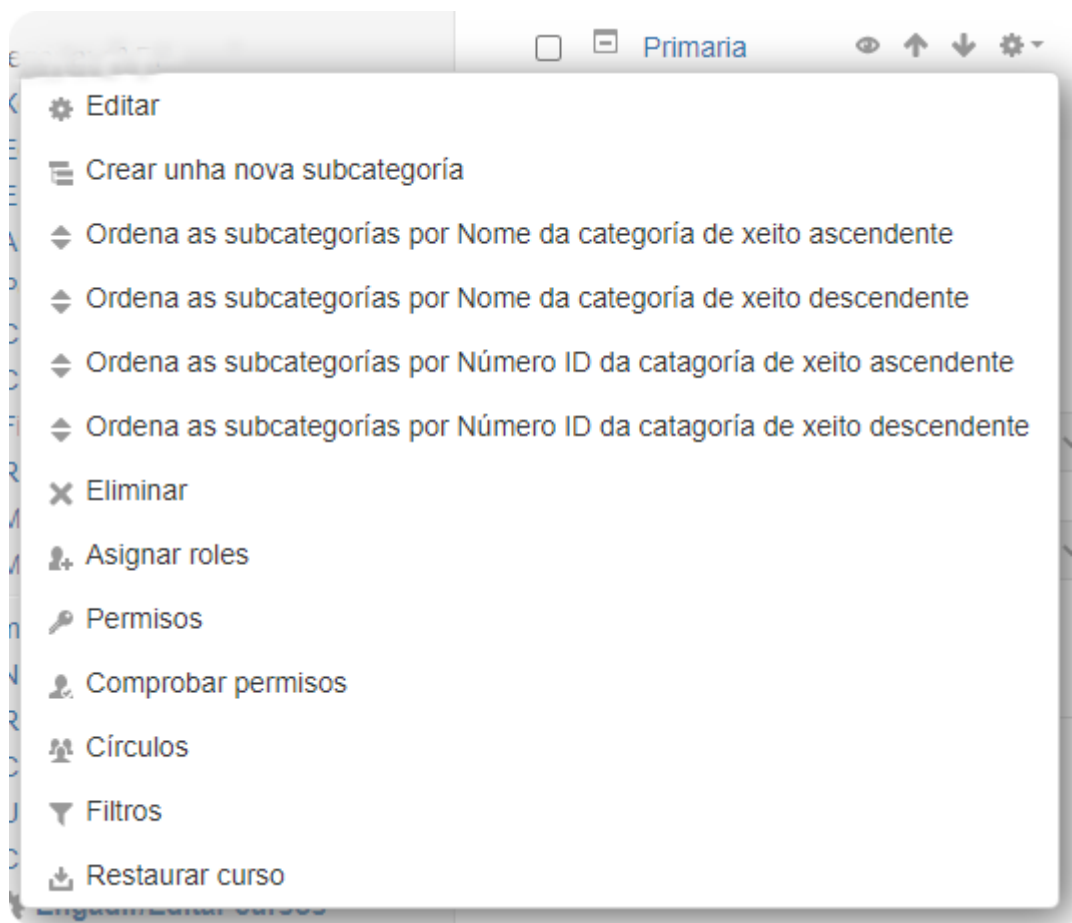 Primaria
Editar
Crear unha nova subcategoría
Ordena as subcategorías por Nome da categoría de xeito ascendente
Ordena as subcategorías por Nome da categoría de xeito descendente
Ordena as subcategorías por Número ID da catagoría de xeito ascendente
Ordena as subcategorías por Número ID da catagoría de xeito descendente
Eliminar
Asignar roles
Permisos
Comprobar permisos
Círculos
Filtros
Restaurar curso
Engadir/Editar cursos